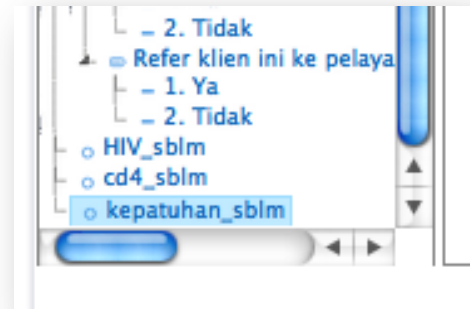 2. Tidak
Refer klien ini ke pelaya
1. Ya
2. Tidak
HIV_sblm
cd4_sblm
kepatuhan_sblm